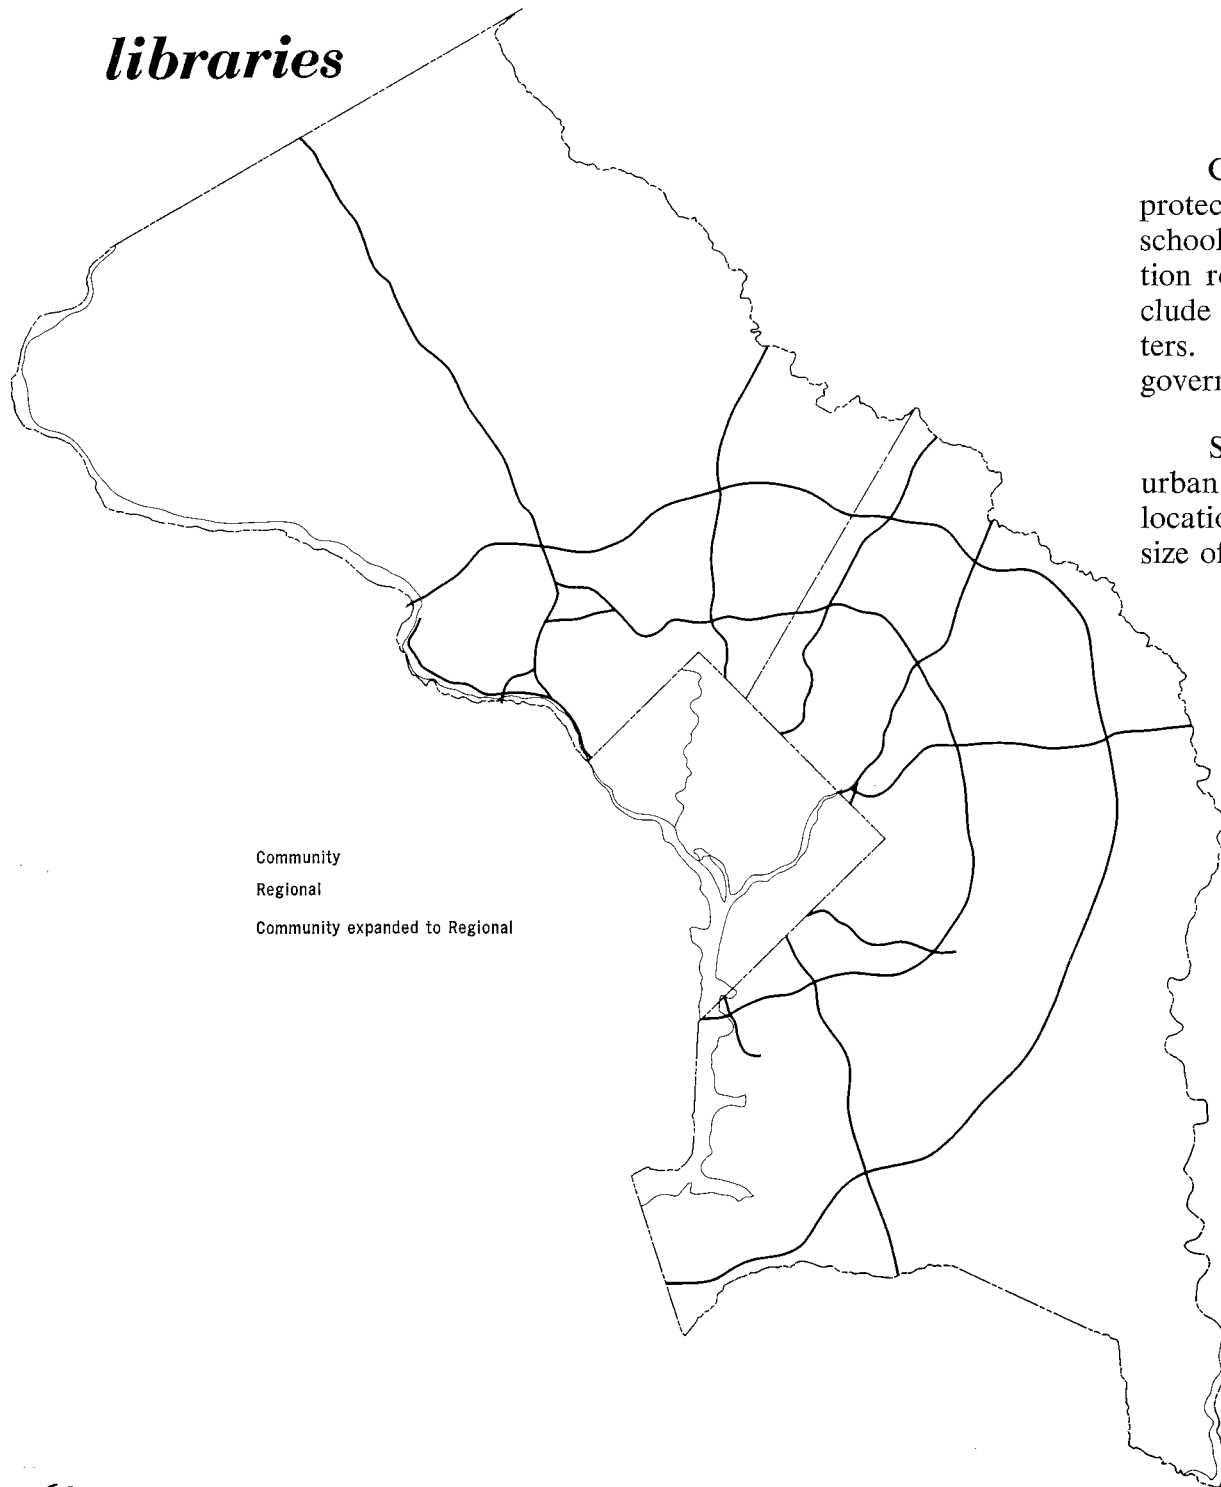 libraries
protec
school
tion re
clude
ters.
govern
S
urban
locatio
size of
Community
Regional
Community expanded to Regional